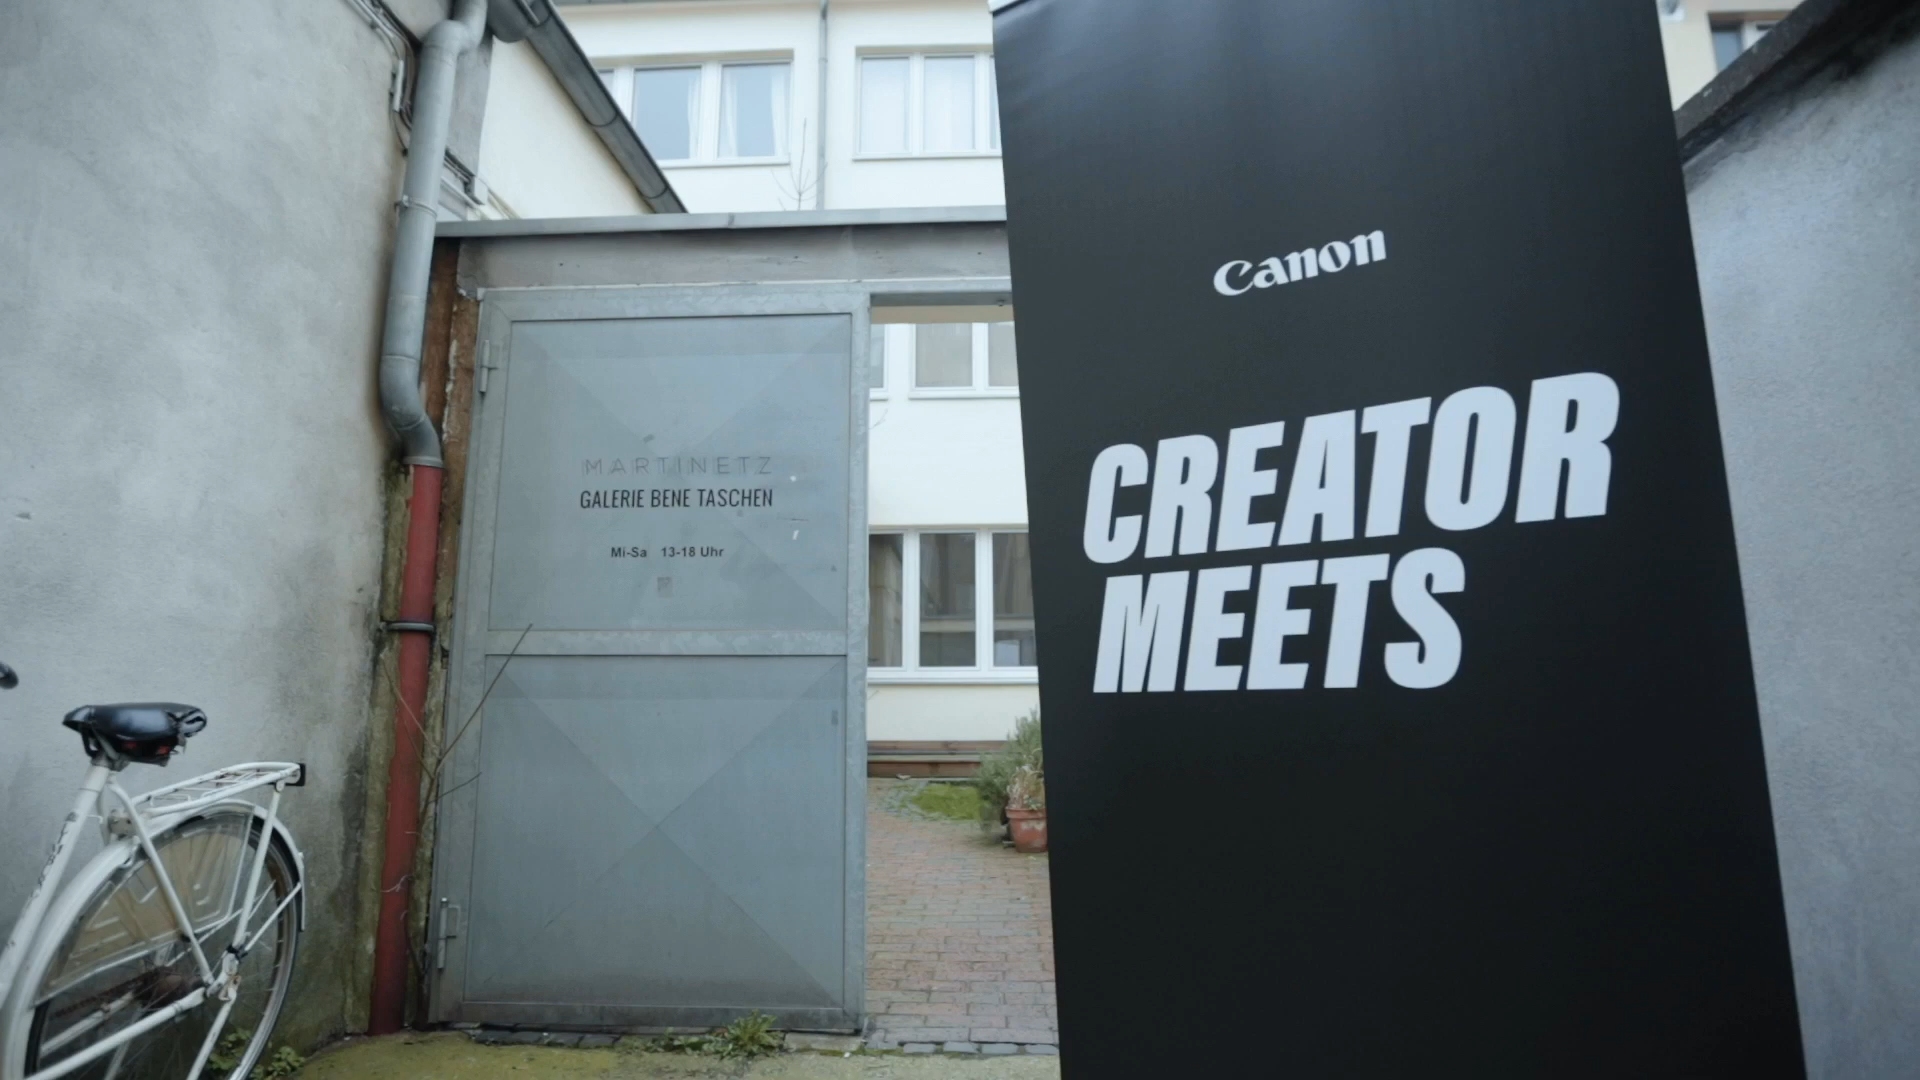 MARTINETZ
GALERIE BENE TASCHEN
Mi-Sa 13-18 Uhr
Canon
CREATOR
MEETS